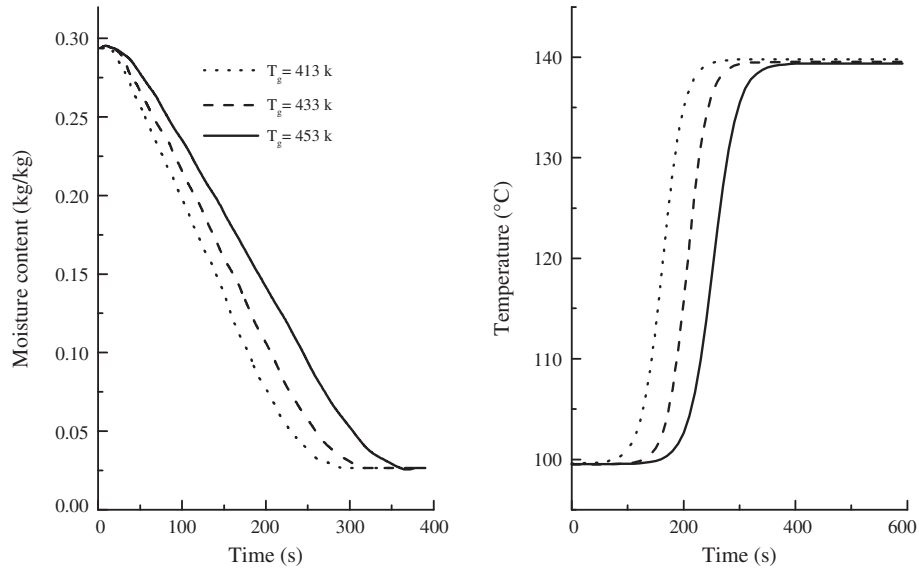 0.30
0.25
0.20
0.15
0.10
0.05
0.00
Moisture content (kg/kg)
T_g= 413 k
T_g= 433 k
T_g= 453 k
0 100 200 300 400
Time (s)
140
130
120
110
100
Temperature (°C)
0 200 400 600
Time (s)